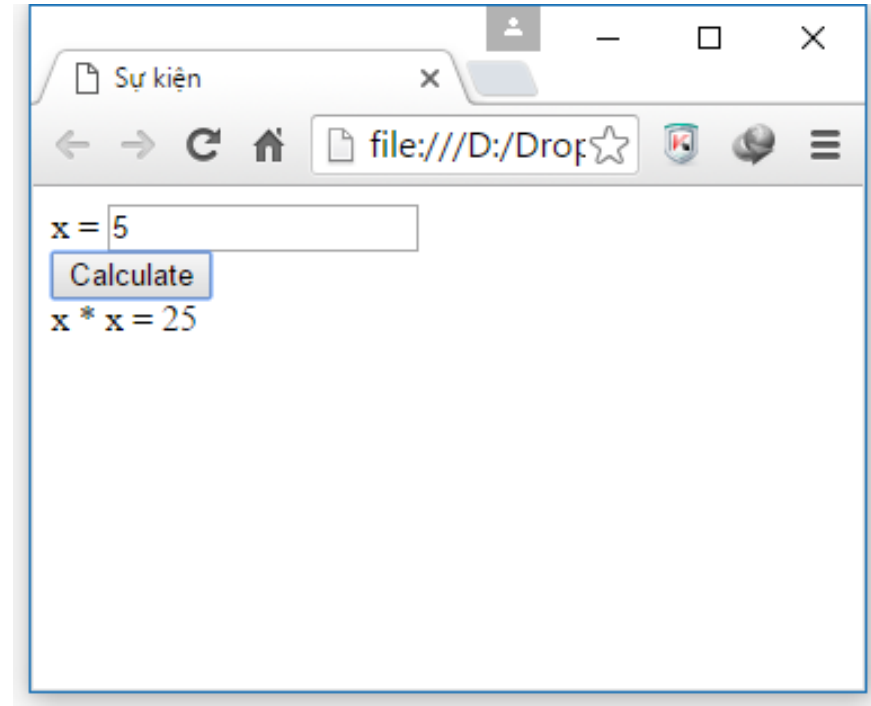 Sự kiện
file:///D:/Drop
x = 5
Calculate
x * x = 25